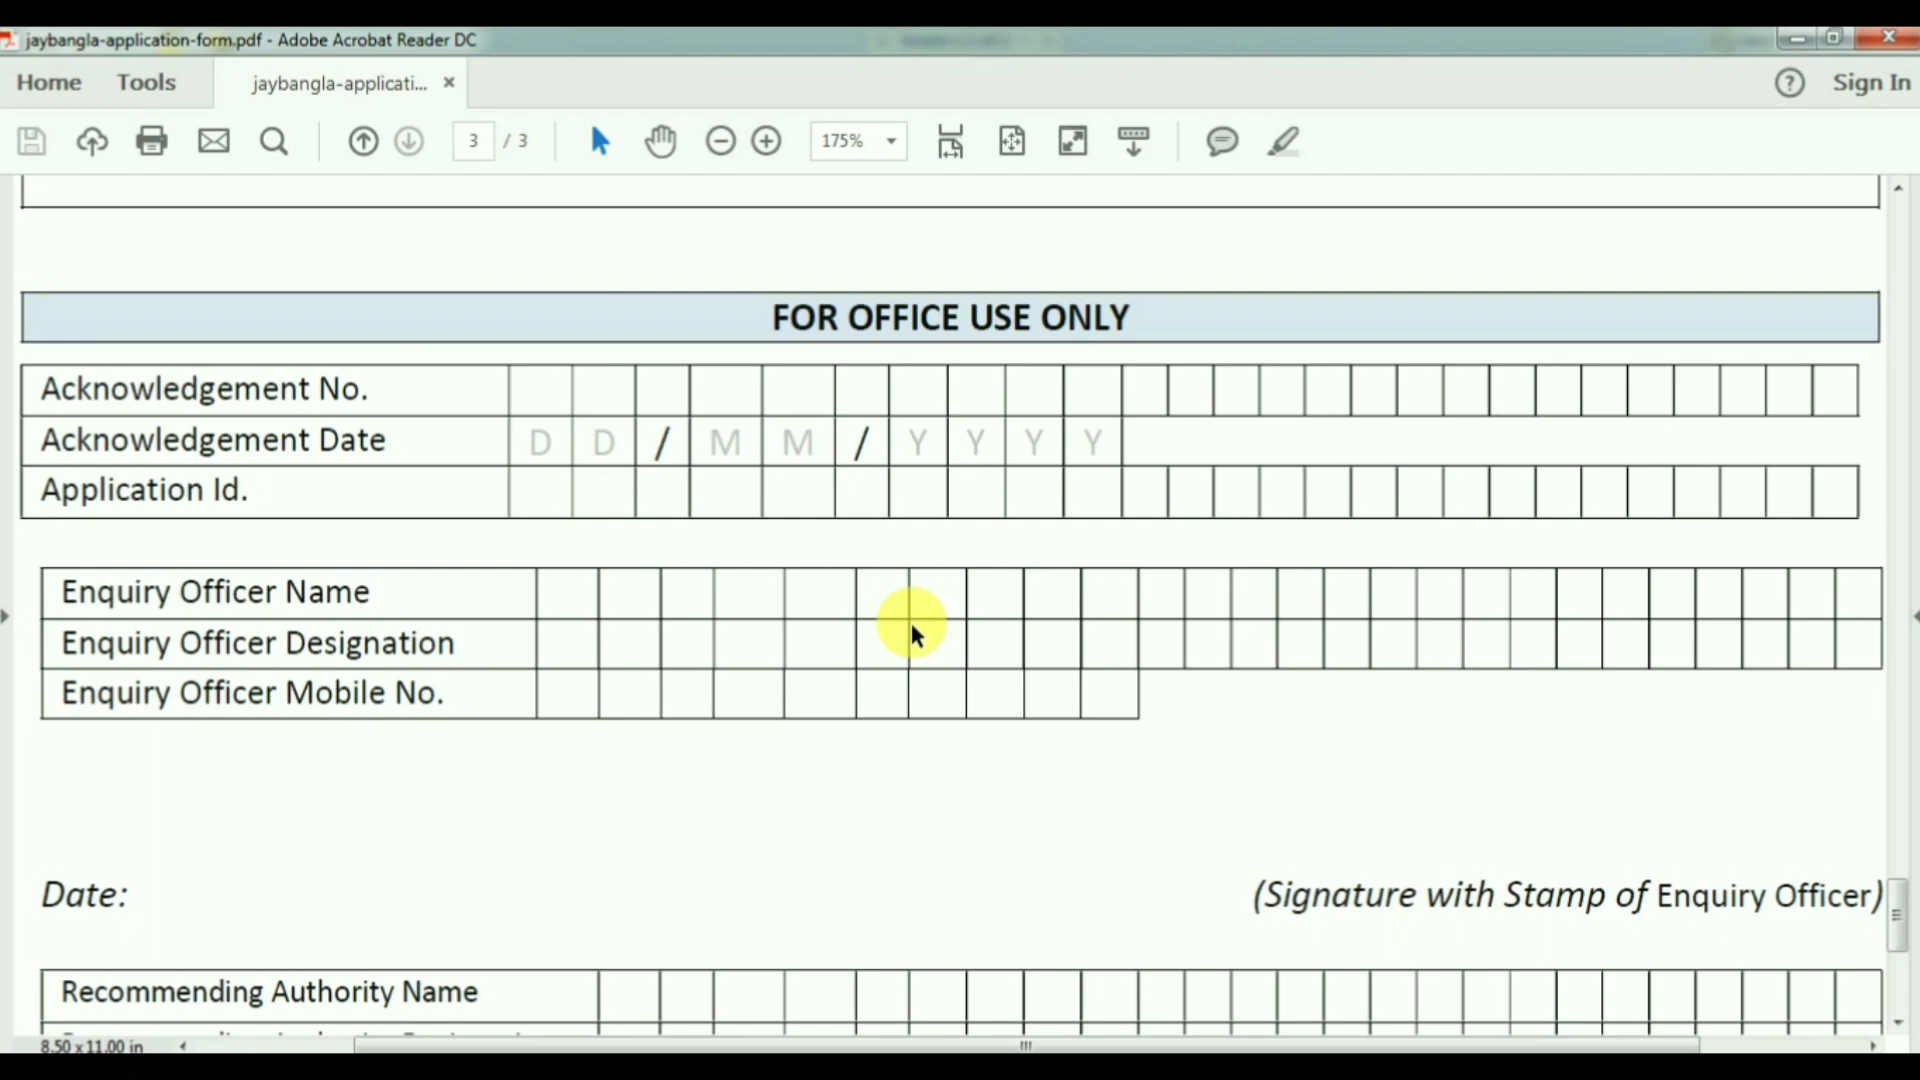 jaybangla-application-form.pdf - Adobe Acrobat Reader DC
Home Tools jaybangla-applicati... × ? Sign In
3 / 3 175%
FOR OFFICE USE ONLY
Acknowledgement No.
Acknowledgement Date D D / M M / Y Y Y Y
Application Id.
Enquiry Officer Name
Enquiry Officer Designation
Enquiry Officer Mobile No.
Date: (Signature with Stamp of Enquiry Officer)
Recommending Authority Name
8.50 x 11.00 in